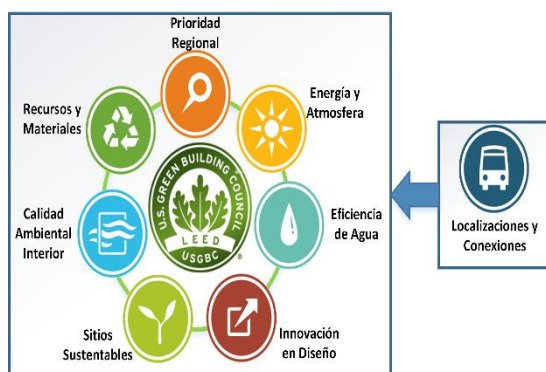 Prioridad
Regional
Recursos y
Materiales
Energía y
Atmosfera
U.S. GREEN BUILDING COUNCIL
LEED
USGBC
®
Calidad
Ambiental
Interior
Eficiencia
de Agua
Sitios
Sustentables
Innovación
en Diseño
Localizaciones y
Conexiones